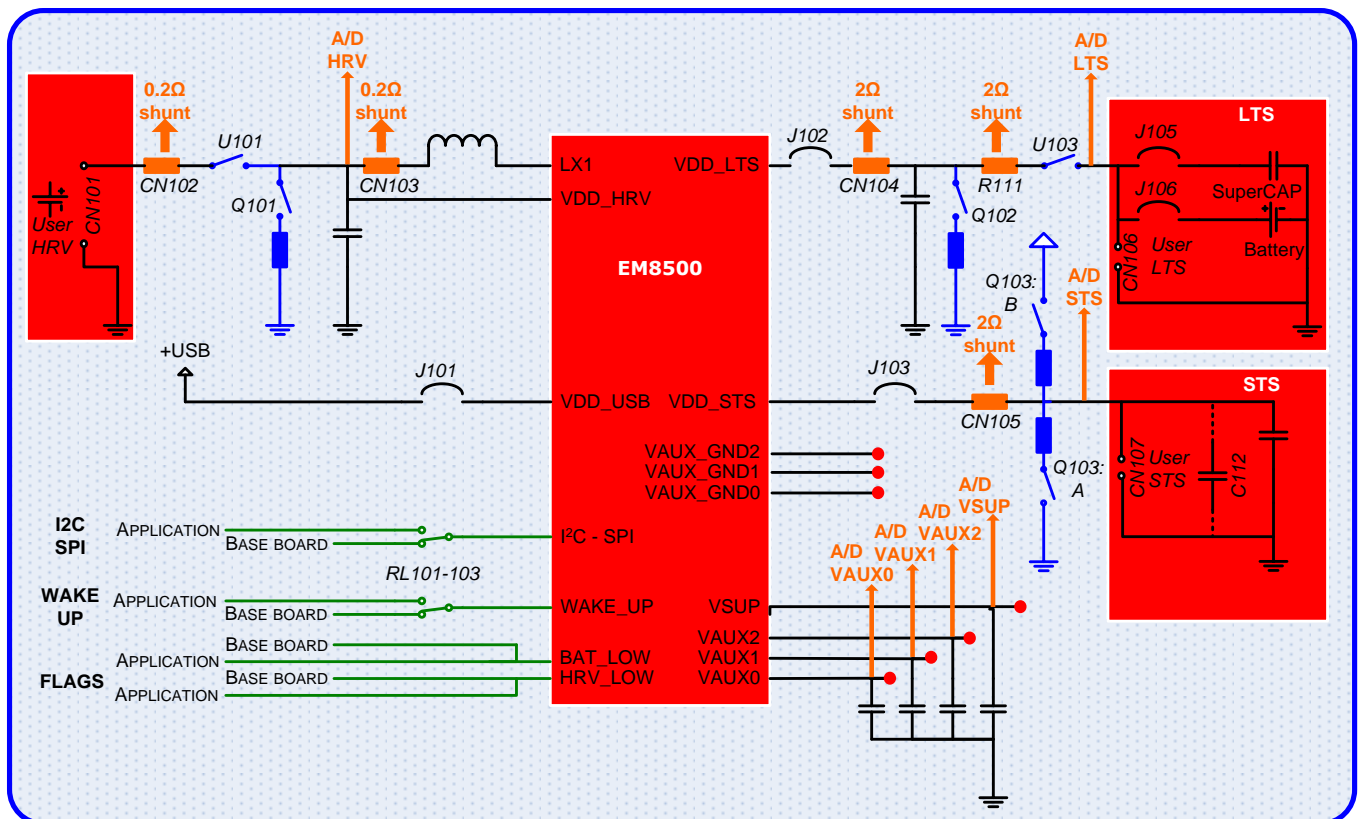 A/D
HRV
0.2Ω
shunt
0.2Ω
shunt
U101
CN102
CN103
Q101
CN101
User
HRV
+USB
J101
A/D
LTS
2Ω
shunt
2Ω
shunt
J102
CN104
R111
U103
Q102
LTS
J105
SuperCAP
J106
Battery
CN106
User
LTS
LX1
VDD_HRV
VDD_LTS
EM8500
VDD_USB
VDD_STS
VAUX_GND2
VAUX_GND1
VAUX_GND0
I²C - SPI
WAKE_UP
VSUP
VAUX2
BAT_LOW
VAUX1
HRV_LOW
VAUX0
Q103:
B
A/D
STS
2Ω
shunt
J103
CN105
Q103:
A
STS
CN107
User
STS
C112
A/D
VSUP
A/D
VAUX2
A/D
VAUX1
A/D
VAUX0
I2C
SPI
APPLICATION
BASE BOARD
RL101-103
WAKE
UP
APPLICATION
BASE BOARD
FLAGS
BASE BOARD
APPLICATION
BASE BOARD
APPLICATION